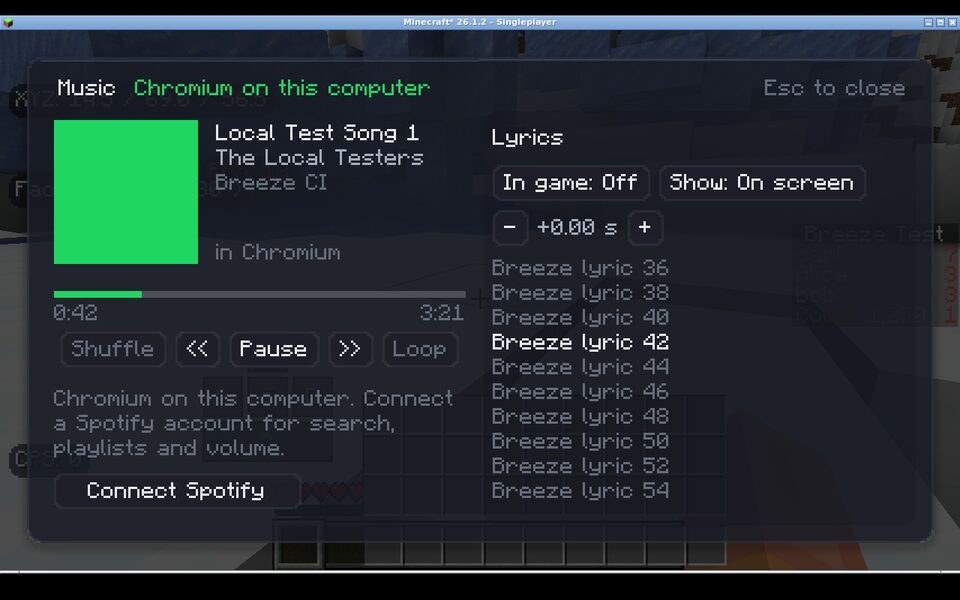 Minecraft* 26.1.2 - Singleplayer
Music Chromium on this computer
Esc to close
Local Test Song 1
The Local Testers
Breeze CI
in Chromium
0:42 3:21
Shuffle << Pause >> Loop
Chromium on this computer. Connect
a Spotify account for search,
playlists and volume.
Connect Spotify
Lyrics
In game: Off Show: On screen
- +0.00 s +
Breeze lyric 36
Breeze lyric 38
Breeze lyric 40
Breeze lyric 42
Breeze lyric 44
Breeze lyric 46
Breeze lyric 48
Breeze lyric 50
Breeze lyric 52
Breeze lyric 54
Breeze Test